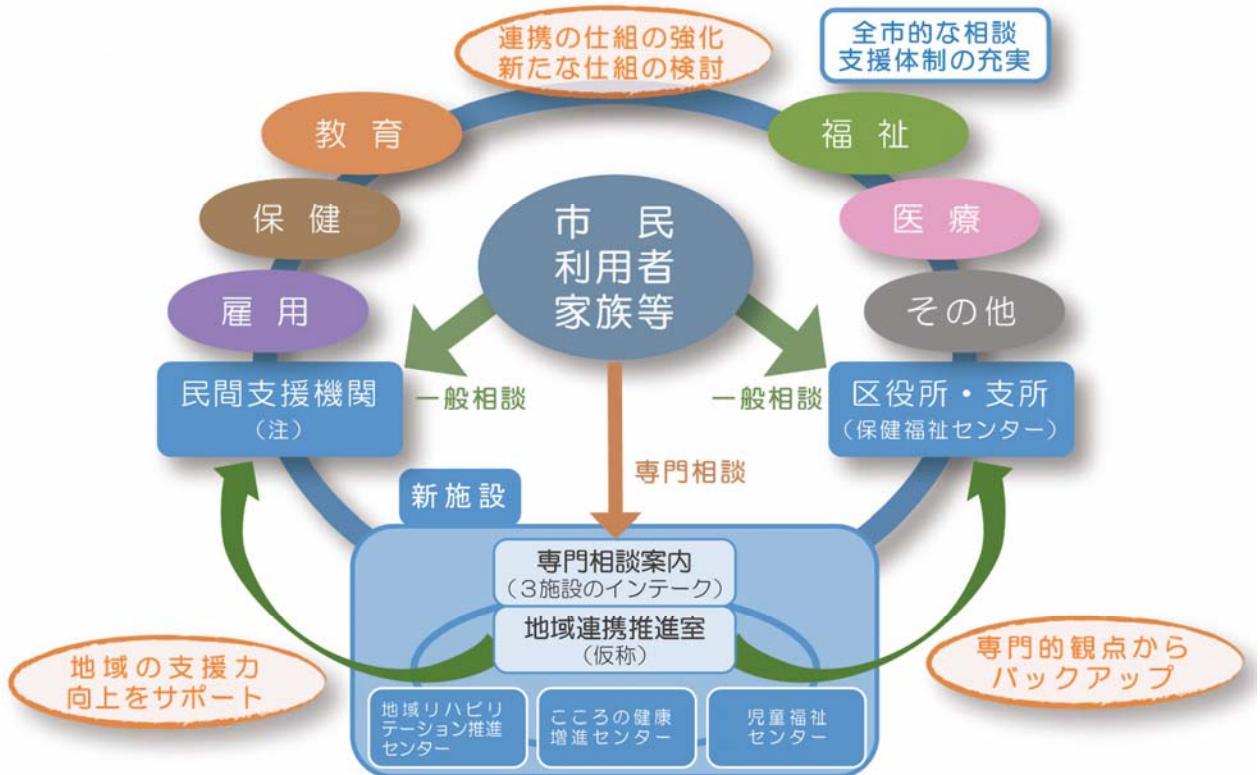 連携の仕組の強化
新たな仕組の検討
全市的な相談
支援体制の充実
教育
福祉
保健
医療
雇用
その他
市民
利用者
家族等
民間支援機関
（注）
一般相談
一般相談
区役所・支所
（保健福祉センター）
専門相談
新施設
専門相談案内
（３施設のインテーク）
地域連携推進室
（仮称）
地域の支援力
向上をサポート
専門的観点から
バックアップ
地域リハビリ
テーション推進
センター
こころの健康
増進センター
児童福祉
センター